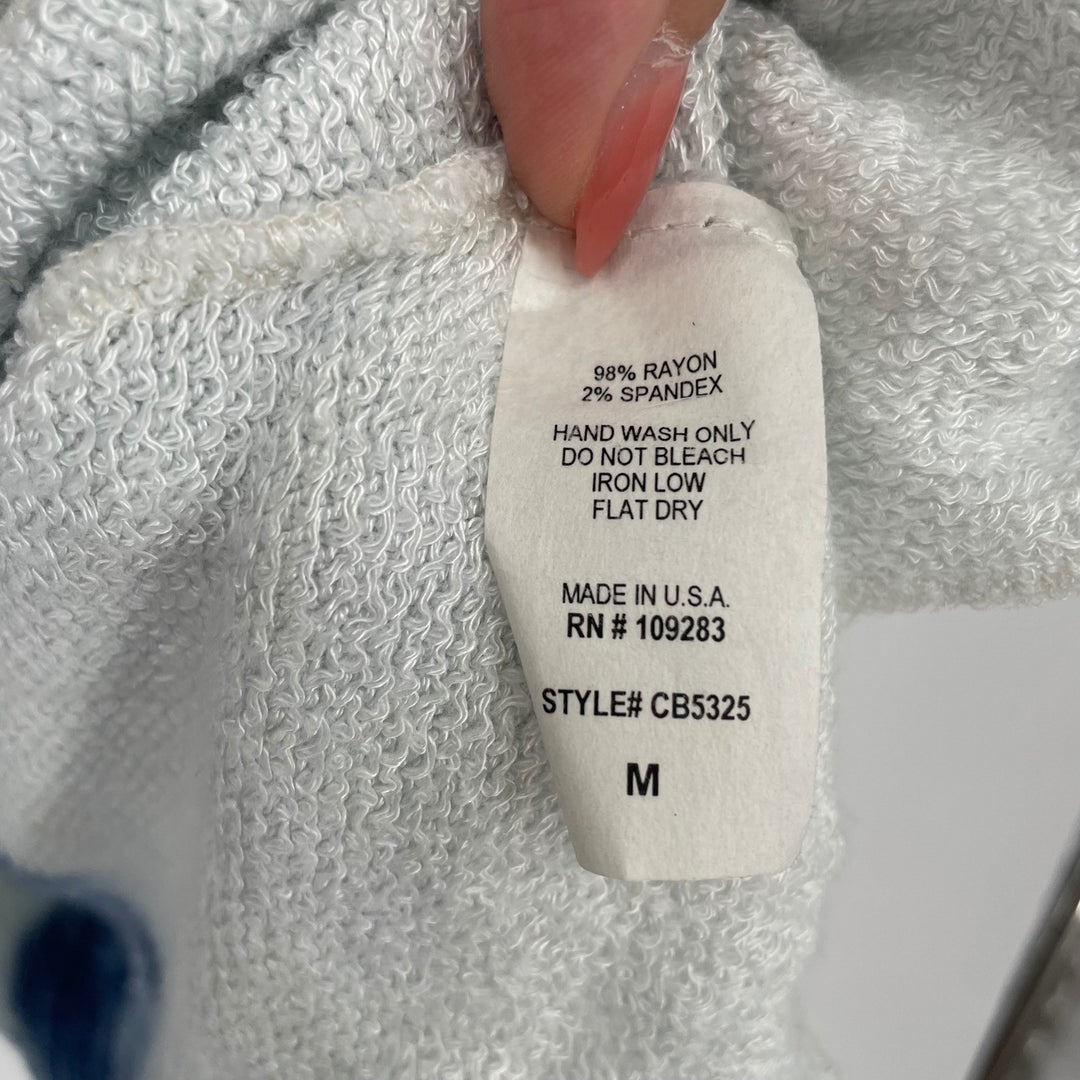 98% RAYON
2% SPANDEX
HAND WASH ONLY
DO NOT BLEACH
IRON LOW
FLAT DRY
MADE IN U.S.A.
RN # 109283
STYLE# CB5325
M